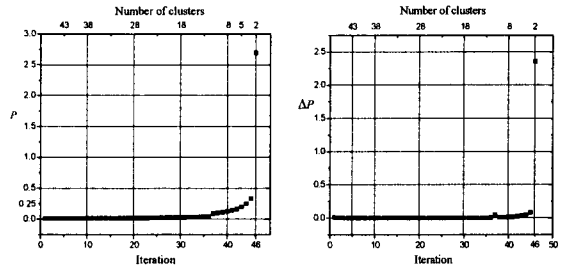 Number of clusters
43 38 28 18 8 5 2
3.0
2.5
2.0
P
1.5
1.0
0.5
0 25
0.0
0 10 20 30 40 46
Iteration
Number of clusters
43 38 28 18 8 2
2.5
2.0
ΔP
1.5
1.0
0.5
0.0
0 10 20 30 40 46 50
Iteration